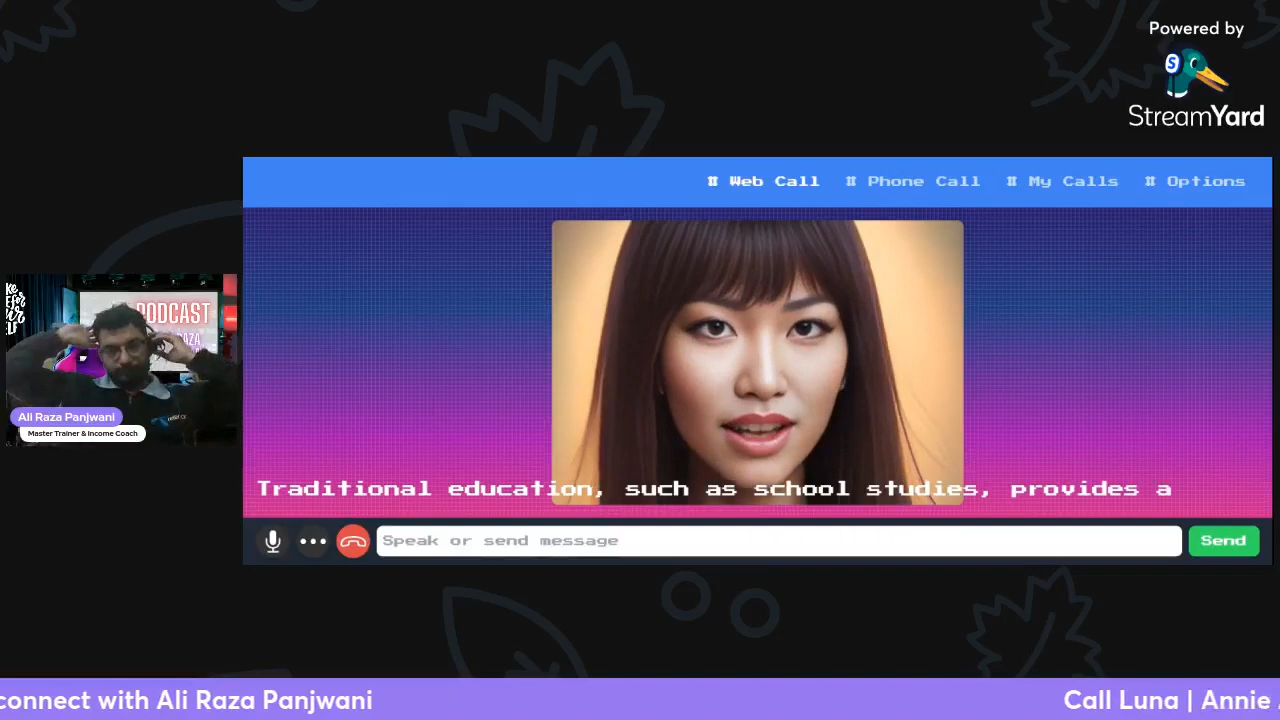 Powered by
S
StreamYard
⌗ Web Call ⌗ Phone Call ⌗ My Calls ⌗ Options
PODCAST
RAZA
Ali Raza Panjwani
Master Trainer & Income Coach
Traditional education, such as school studies, provides a
Speak or send message
Send
connect with Ali Raza Panjwani
Call Luna | Annie